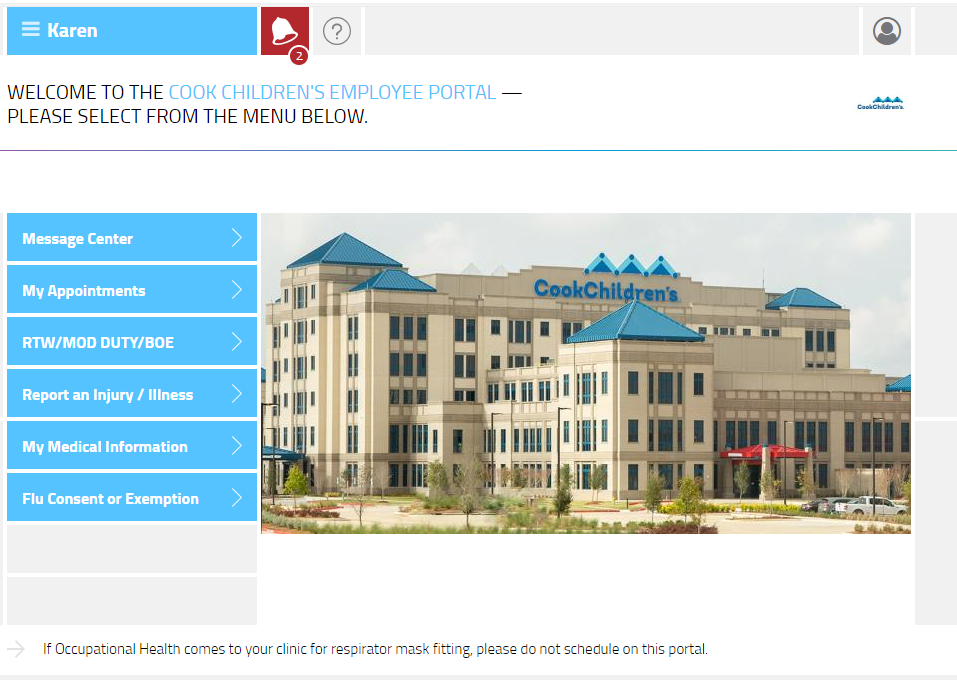 Karen
2
?
WELCOME TO THE COOK CHILDREN'S EMPLOYEE PORTAL —
PLEASE SELECT FROM THE MENU BELOW.
CookChildren's.
Message Center
My Appointments
RTW/MOD DUTY/BOE
Report an Injury / Illness
My Medical Information
Flu Consent or Exemption
CookChildren's
If Occupational Health comes to your clinic for respirator mask fitting, please do not schedule on this portal.